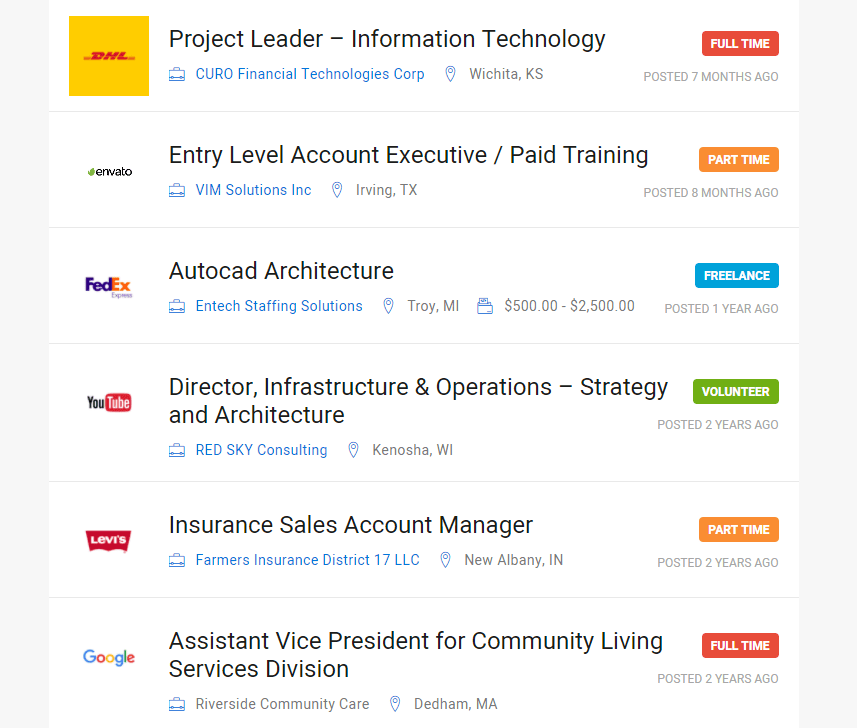 DHL
Project Leader – Information Technology
FULL TIME
CURO Financial Technologies Corp
Wichita, KS
POSTED 7 MONTHS AGO
envato
Entry Level Account Executive / Paid Training
PART TIME
VIM Solutions Inc
Irving, TX
POSTED 8 MONTHS AGO
FedEx
Express
Autocad Architecture
FREELANCE
Entech Staffing Solutions
Troy, MI
$500.00 - $2,500.00
POSTED 1 YEAR AGO
YouTube
Director, Infrastructure & Operations – Strategy
and Architecture
VOLUNTEER
POSTED 2 YEARS AGO
RED SKY Consulting
Kenosha, WI
LEVI'S
Insurance Sales Account Manager
PART TIME
Farmers Insurance District 17 LLC
New Albany, IN
POSTED 2 YEARS AGO
Google
Assistant Vice President for Community Living
Services Division
FULL TIME
POSTED 2 YEARS AGO
Riverside Community Care
Dedham, MA